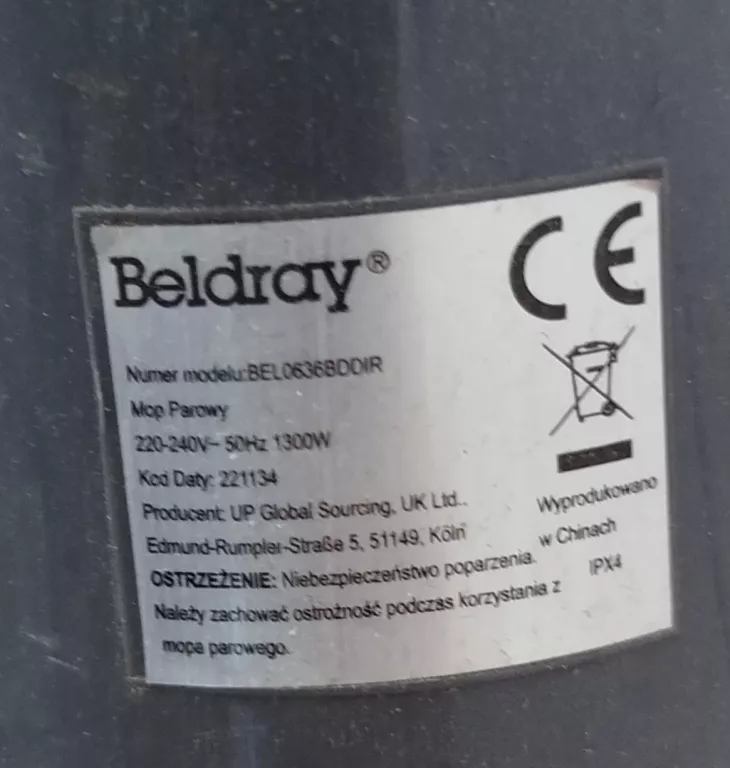 Beldray®
CE
Numer modelu:BEL0636BDDIR
Mop Parowy
220-240V~ 50Hz 1300W
Kod Daty: 221134
Producent: UP Global Sourcing, UK Ltd..
Edmund-Rumpler-Straße 5, 51149, Köln
OSTRZEŻENIE: Niebezpieczeństwo poparzenia.
Należy zachować ostrożność podczas korzystania z
mopa parowego.
Wyprodukowano
w Chinach
IPX4